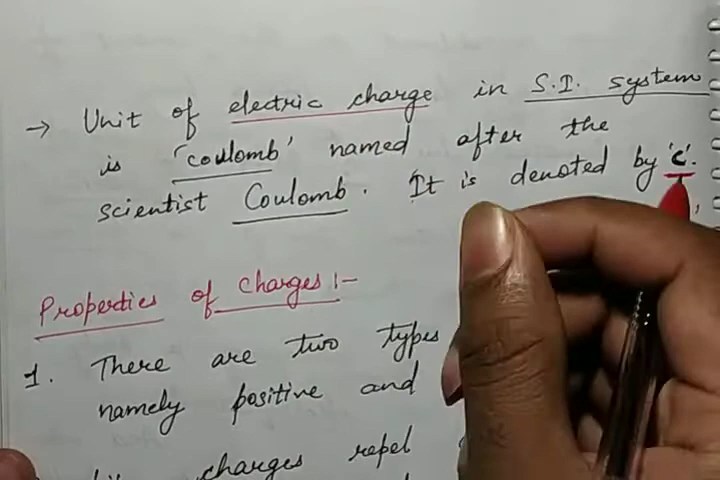 → Unit of electric charge in S.I. system
is 'coulomb' named after the
scientist Coulomb. It is denoted by 'C'.
Properties of charges:-
1. There are two types
namely positive and
charges repel